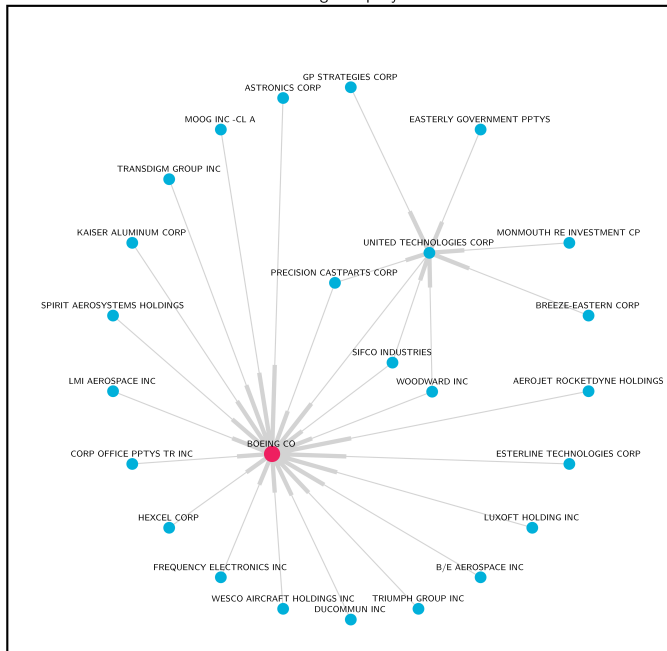 GP STRATEGIES CORP
ASTRONICS CORP
MOOG INC -CL A
EASTERLY GOVERNMENT PPTYS
TRANSDIGM GROUP INC
KAISER ALUMINUM CORP
UNITED TECHNOLOGIES CORP
MONMOUTH RE INVESTMENT CP
PRECISION CASTPARTS CORP
SPIRIT AEROSYSTEMS HOLDINGS
BREEZE-EASTERN CORP
SIFCO INDUSTRIES
LMI AEROSPACE INC
WOODWARD INC
AEROJET ROCKETDYNE HOLDINGS
BOEING CO
CORP OFFICE PPTYS TR INC
ESTERLINE TECHNOLOGIES CORP
HEXCEL CORP
LUXOFT HOLDING INC
FREQUENCY ELECTRONICS INC
B/E AEROSPACE INC
WESCO AIRCRAFT HOLDINGS INC
TRIUMPH GROUP INC
DUCOMMUN INC